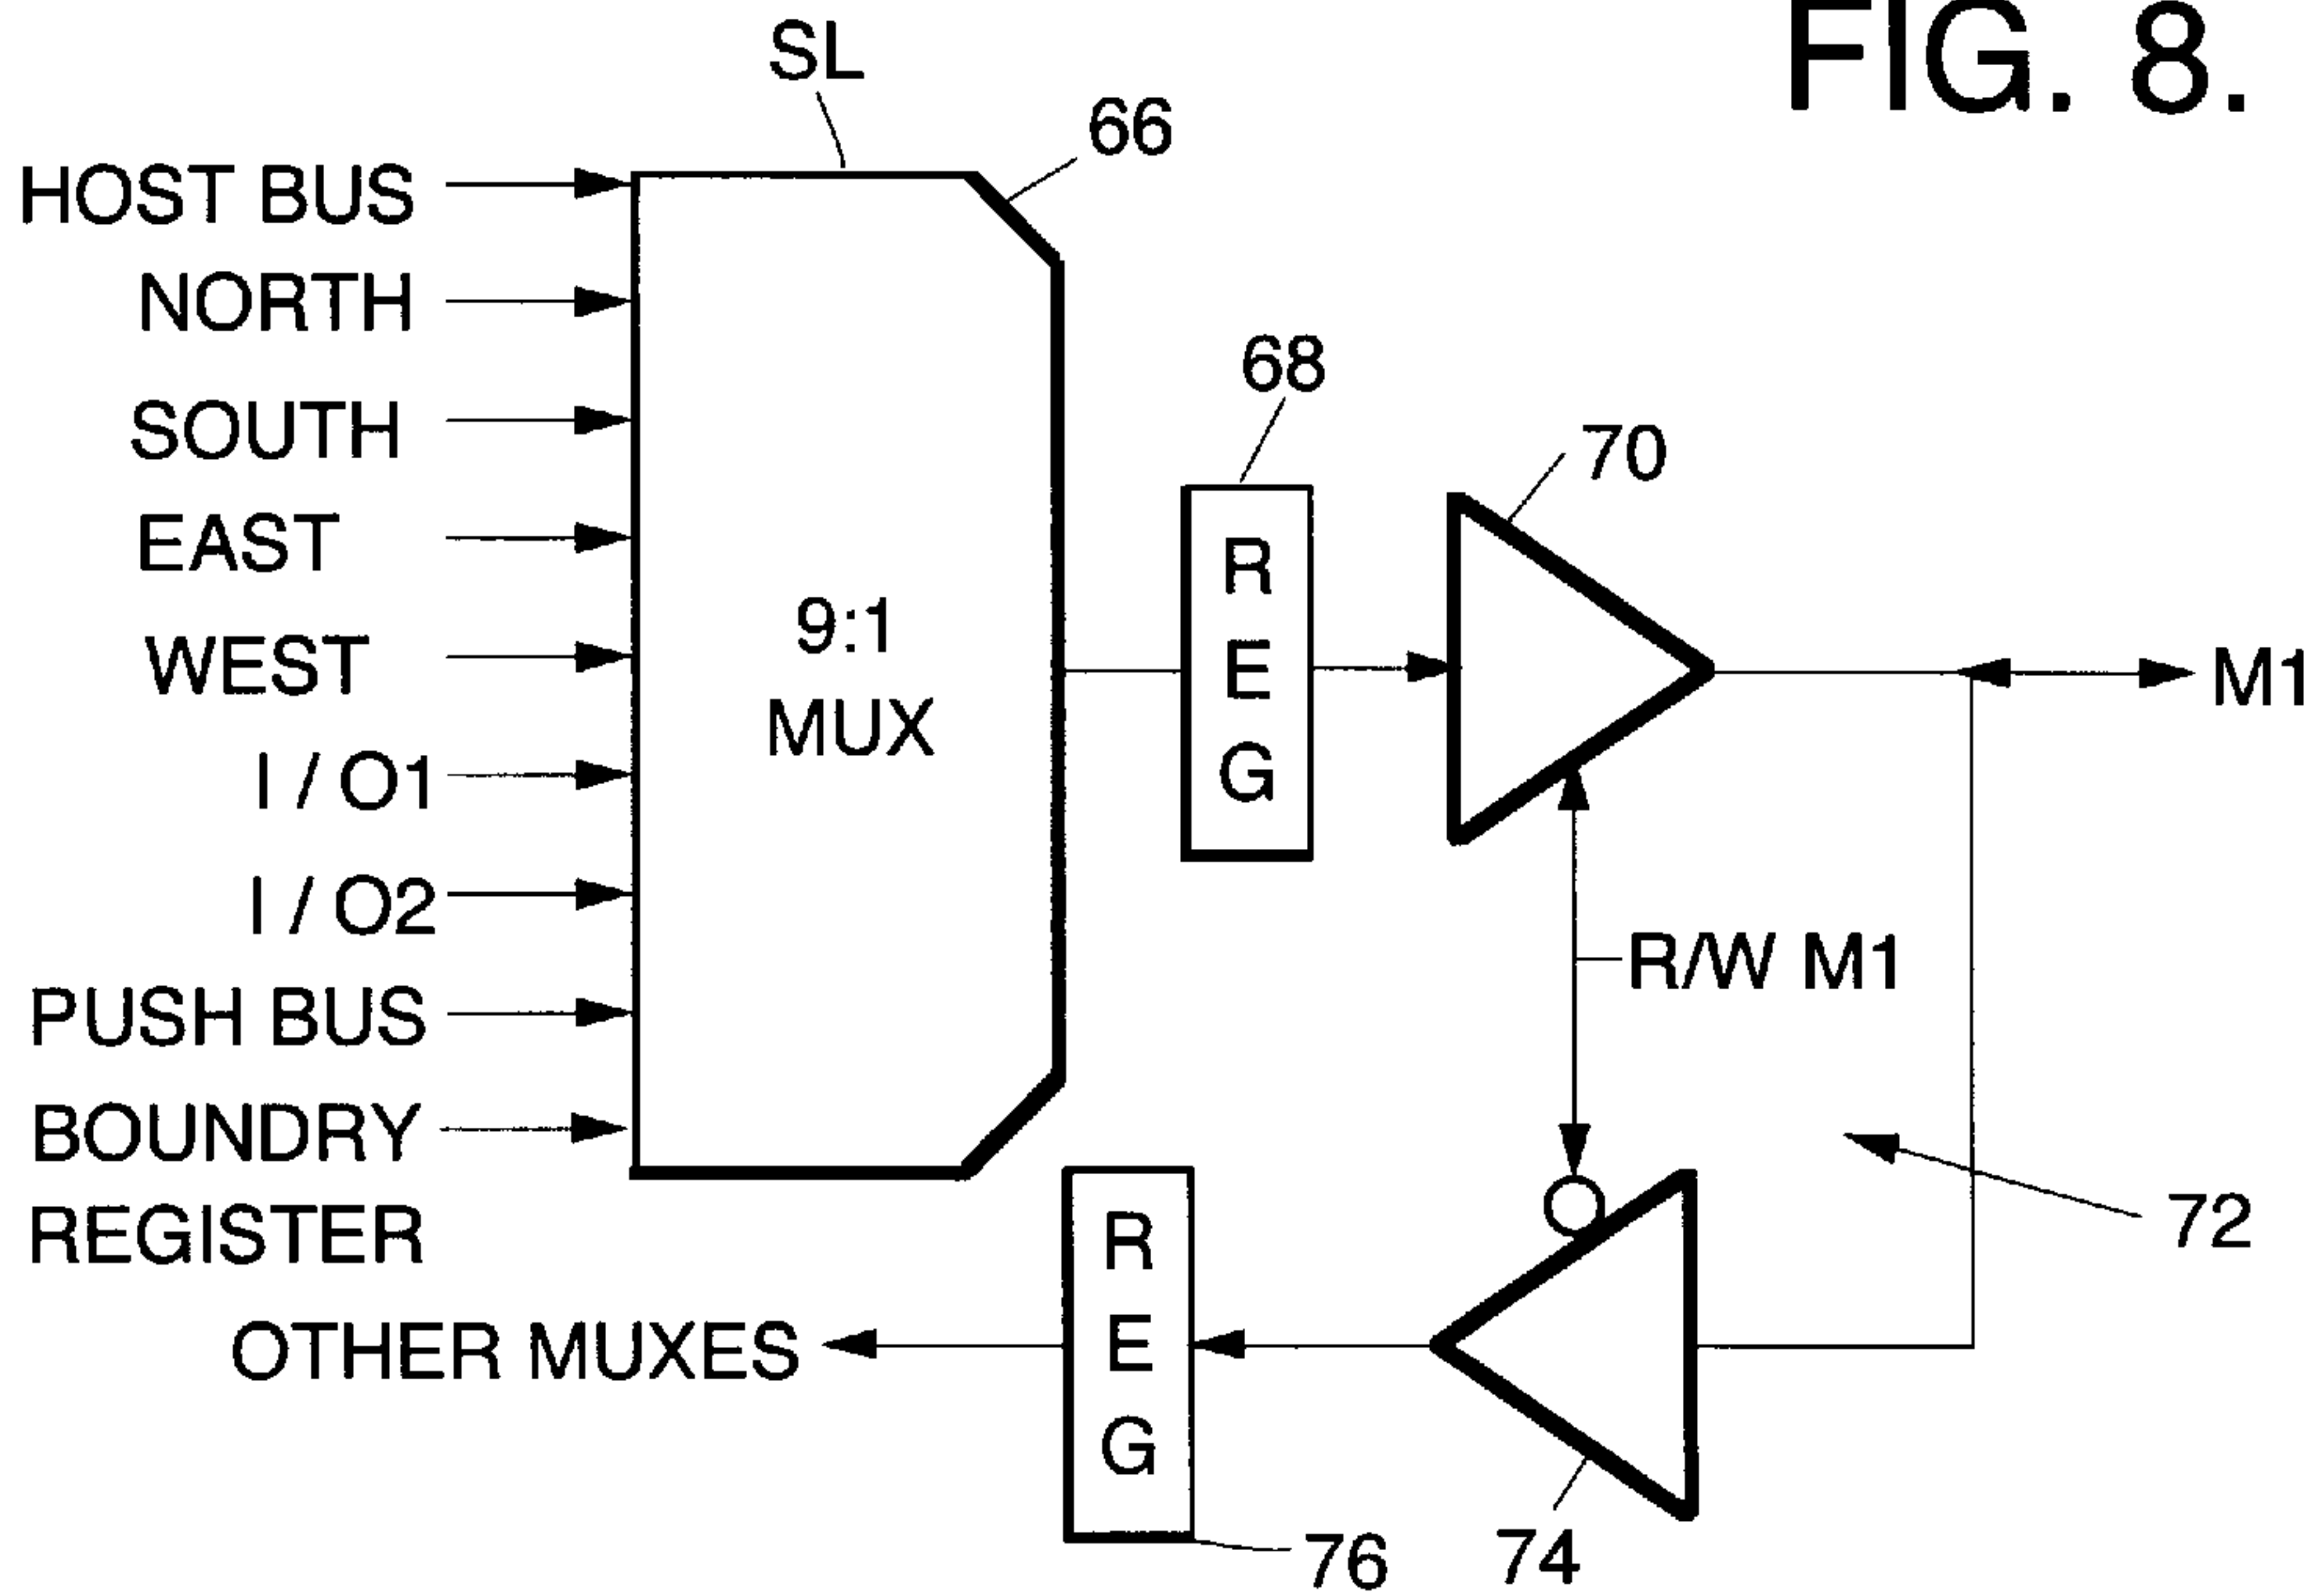 FIG. 8.
SL
66
HOST BUS
NORTH
SOUTH
EAST
WEST
I / O1
I / O2
PUSH BUS
BOUNDRY
REGISTER
9:1
MUX
68
R
E
G
70
M1
R/W M1
72
OTHER MUXES
R
E
G
76
74